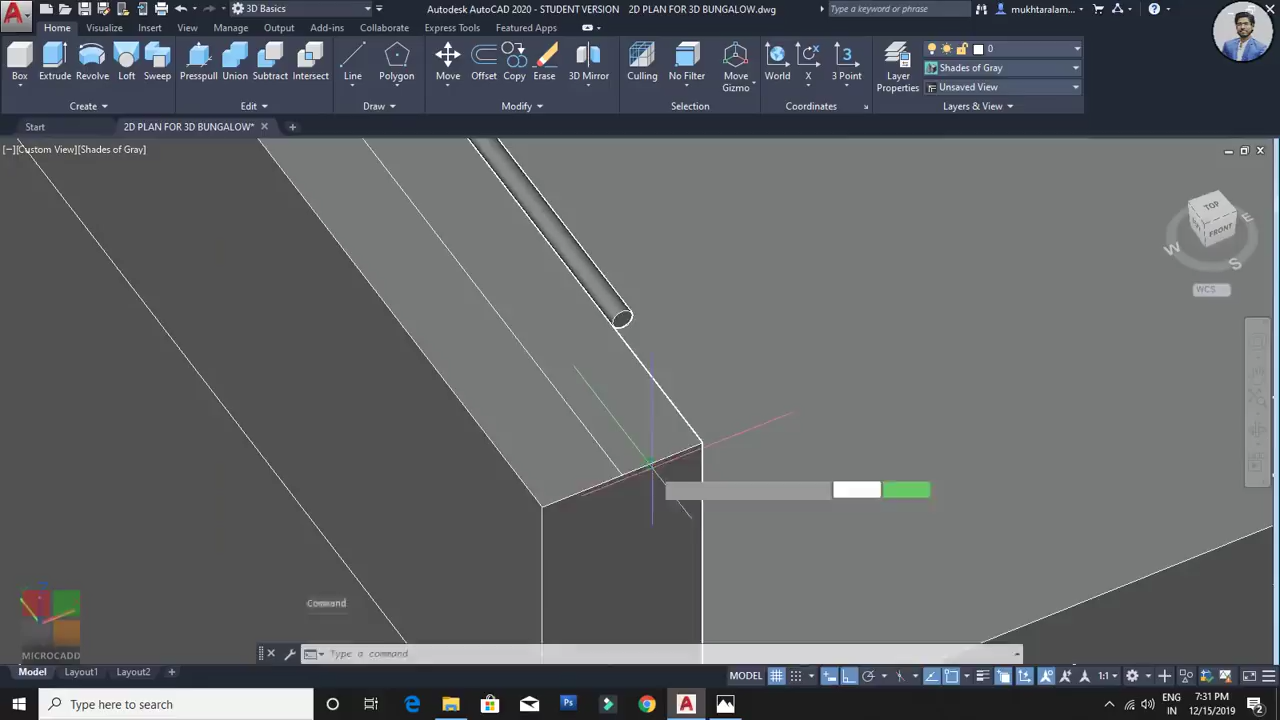 3D Basics
Autodesk AutoCAD 2020 - STUDENT VERSION 2D PLAN FOR 3D BUNGALOW.dwg
Type a keyword or phrase
mukhtaralam...
Home Visualize Insert View Manage Output Add-ins Collaborate Express Tools Featured Apps
Box Extrude Revolve Loft Sweep Presspull Union Subtract Intersect Line Polygon Move Offset Copy Erase 3D Mirror Culling No Filter Move Gizmo World X 3 Point Layer Properties
0
Shades of Gray
Unsaved View
Create Edit Draw Modify Selection Coordinates Layers & View
Start 2D PLAN FOR 3D BUNGALOW*
[−][Custom View][Shades of Gray]
TOP
FRONT
W
E
S
WCS
Command
MICROCADD
Type a command
Model Layout1 Layout2
MODEL
1:1
Type here to search
ENG
IN
7:31 PM
12/15/2019
2